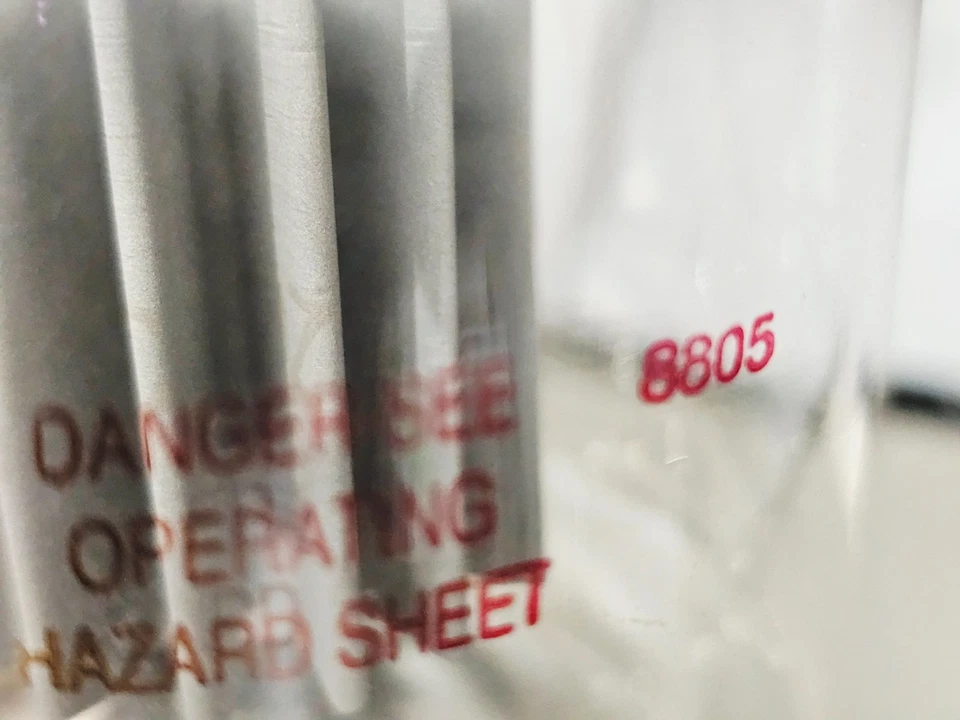 DANGER SEE
OPERATING
HAZARD SHEET
8805